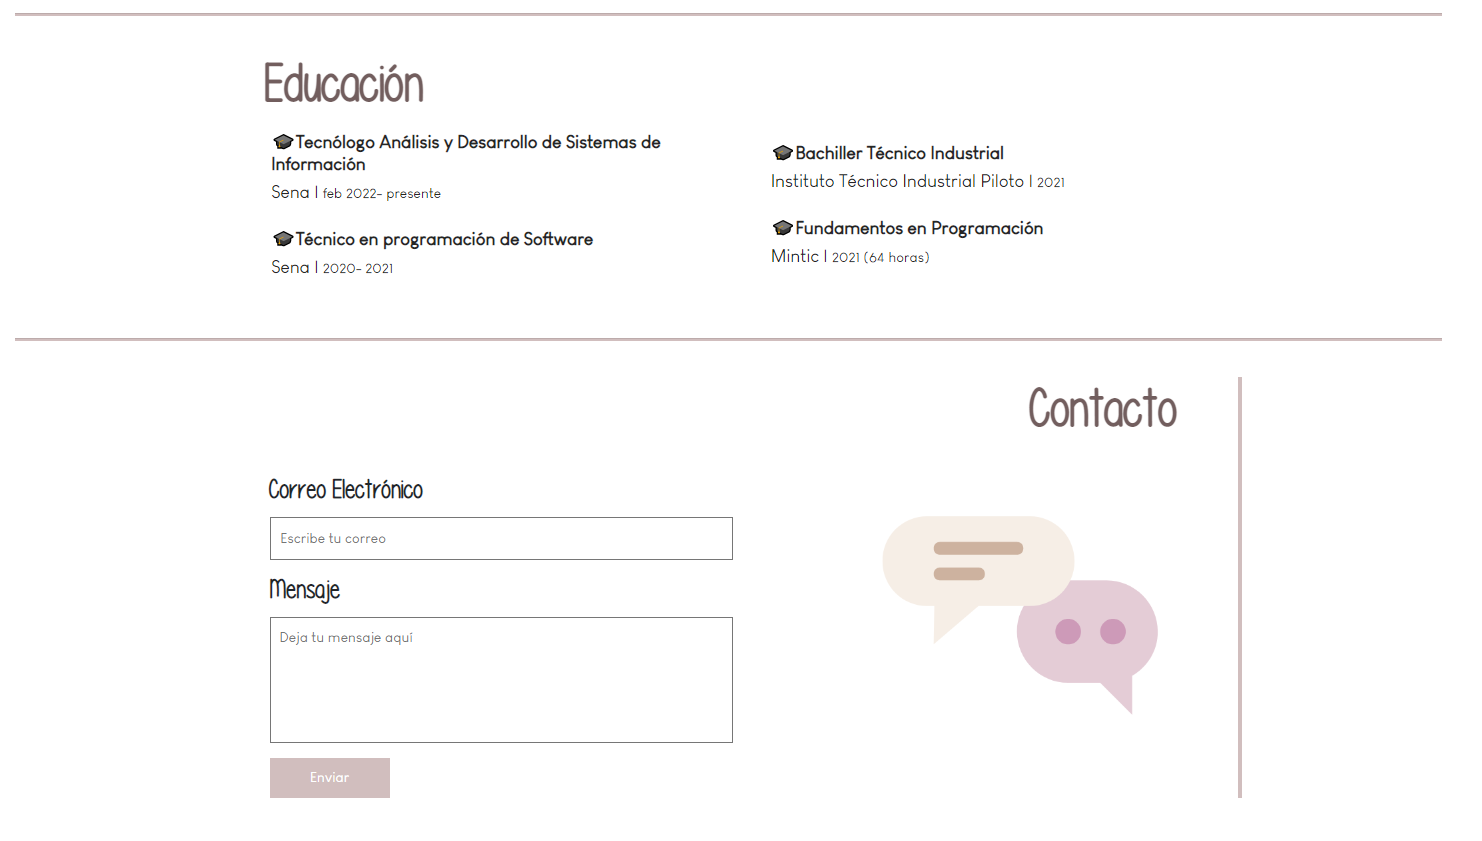 Educación
🎓Tecnólogo Análisis y Desarrollo de Sistemas de
Información
Sena | feb 2022- presente
🎓Técnico en programación de Software
Sena | 2020- 2021
🎓Bachiller Técnico Industrial
Instituto Técnico Industrial Piloto | 2021
🎓Fundamentos en Programación
Mintic | 2021 (64 horas)
Contacto
Correo Electrónico
Escribe tu correo
Mensaje
Deja tu mensaje aquí
Enviar